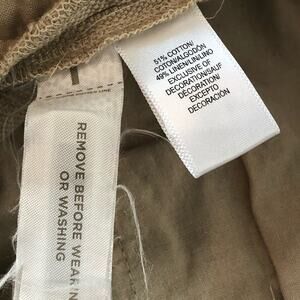 51% COTTON/
COTON/ALGODÓN
49% LINEN/LIN/LINO
EXCLUSIVE OF
DECORATION/SAUF
DÉCORATION/
EXCEPTO
DECORACIÓN
REMOVE BEFORE WEARING
OR WASHING